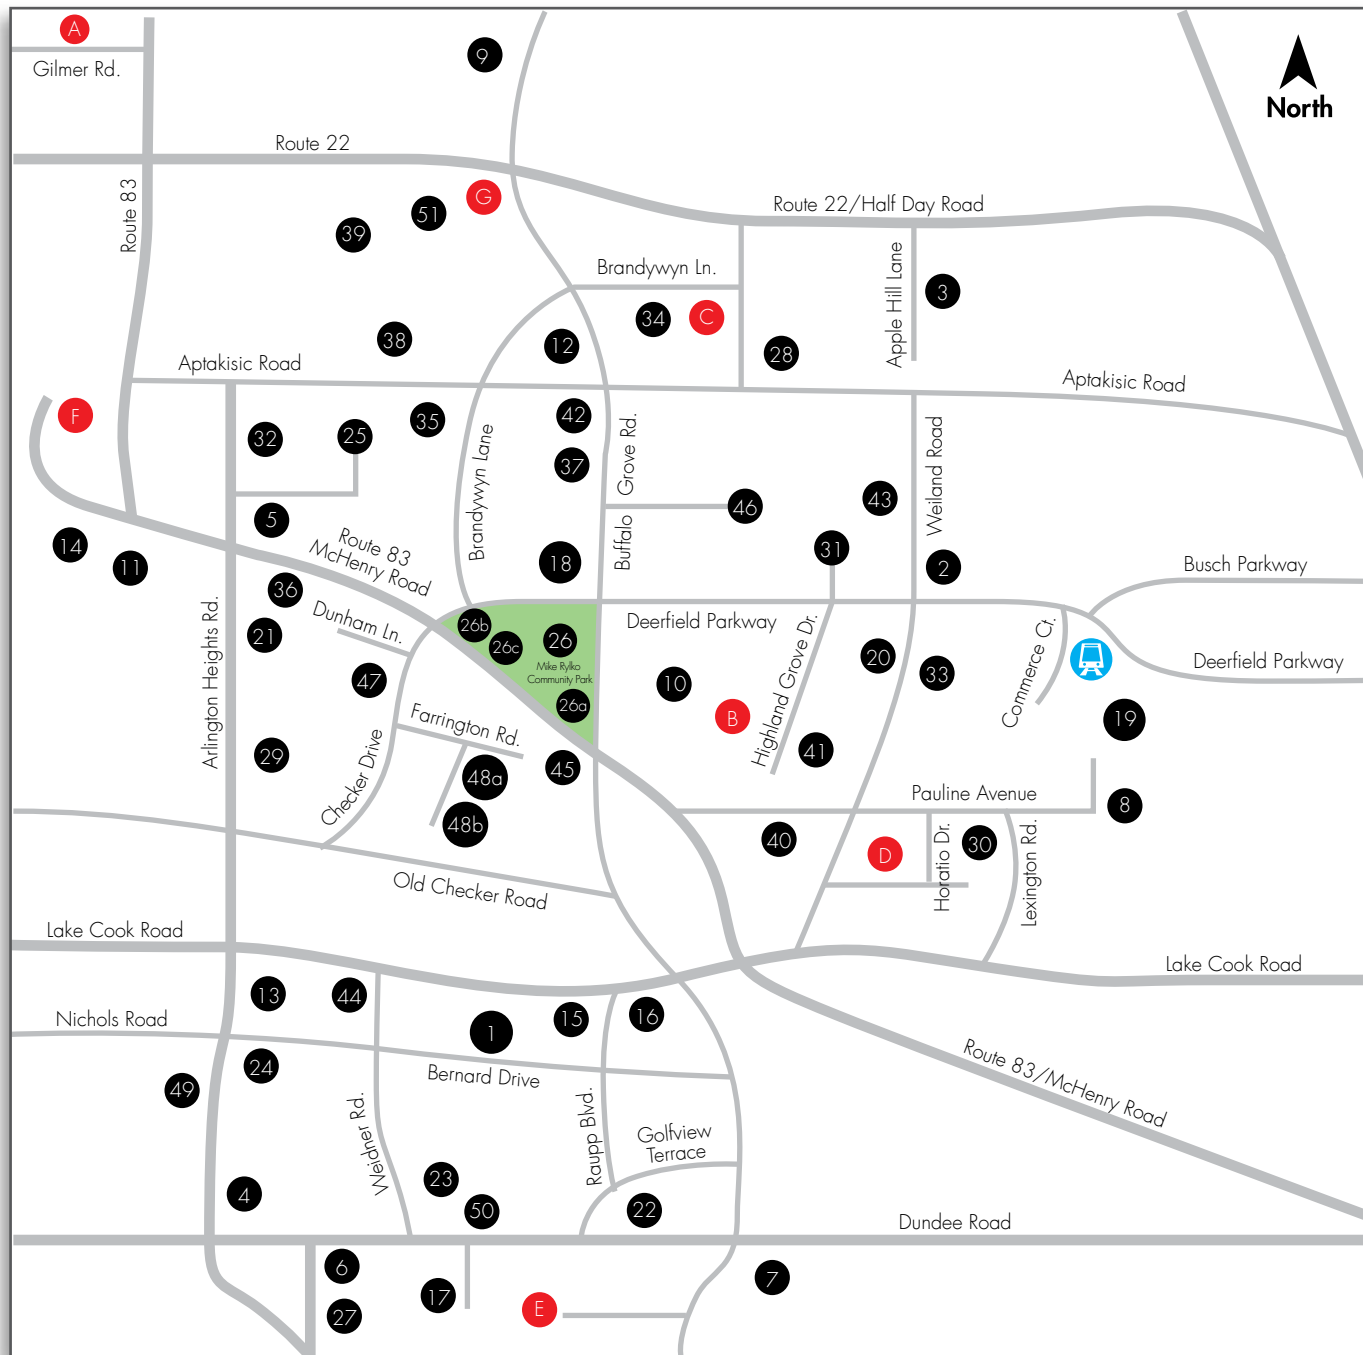 A
Gilmer Rd.
9
North
Route 22
Route 83
51
G
39
Route 22/Half Day Road
Brandywyn Ln.
Apple Hill Lane
3
34
C
38
12
28
Aptakisic Road
Aptakisic Road
F
32
25
35
42
Brandywyn Lane
Buffalo Grove Rd.
37
Weiland Road
43
46
5
14
11
Route 83
McHenry Road
18
31
2
Busch Parkway
36
Dunham Ln.
21
Arlington Heights Rd.
26b
26c
26
Mike Rylko
Community Park
26a
Deerfield Parkway
Highland Grove Dr.
20
33
Commerce Ct.
Deerfield Parkway
47
10
B
19
Farrington Rd.
Checker Drive
29
48a
45
41
48b
Pauline Avenue
8
40
D
Horatio Dr.
30
Lexington Rd.
Old Checker Road
Lake Cook Road
Lake Cook Road
13
44
Nichols Road
1
15
16
Route 83/McHenry Road
24
Bernard Drive
49
Weidner Rd.
Raupp Blvd.
Golfview
Terrace
4
23
50
22
Dundee Road
6
27
17
E
7